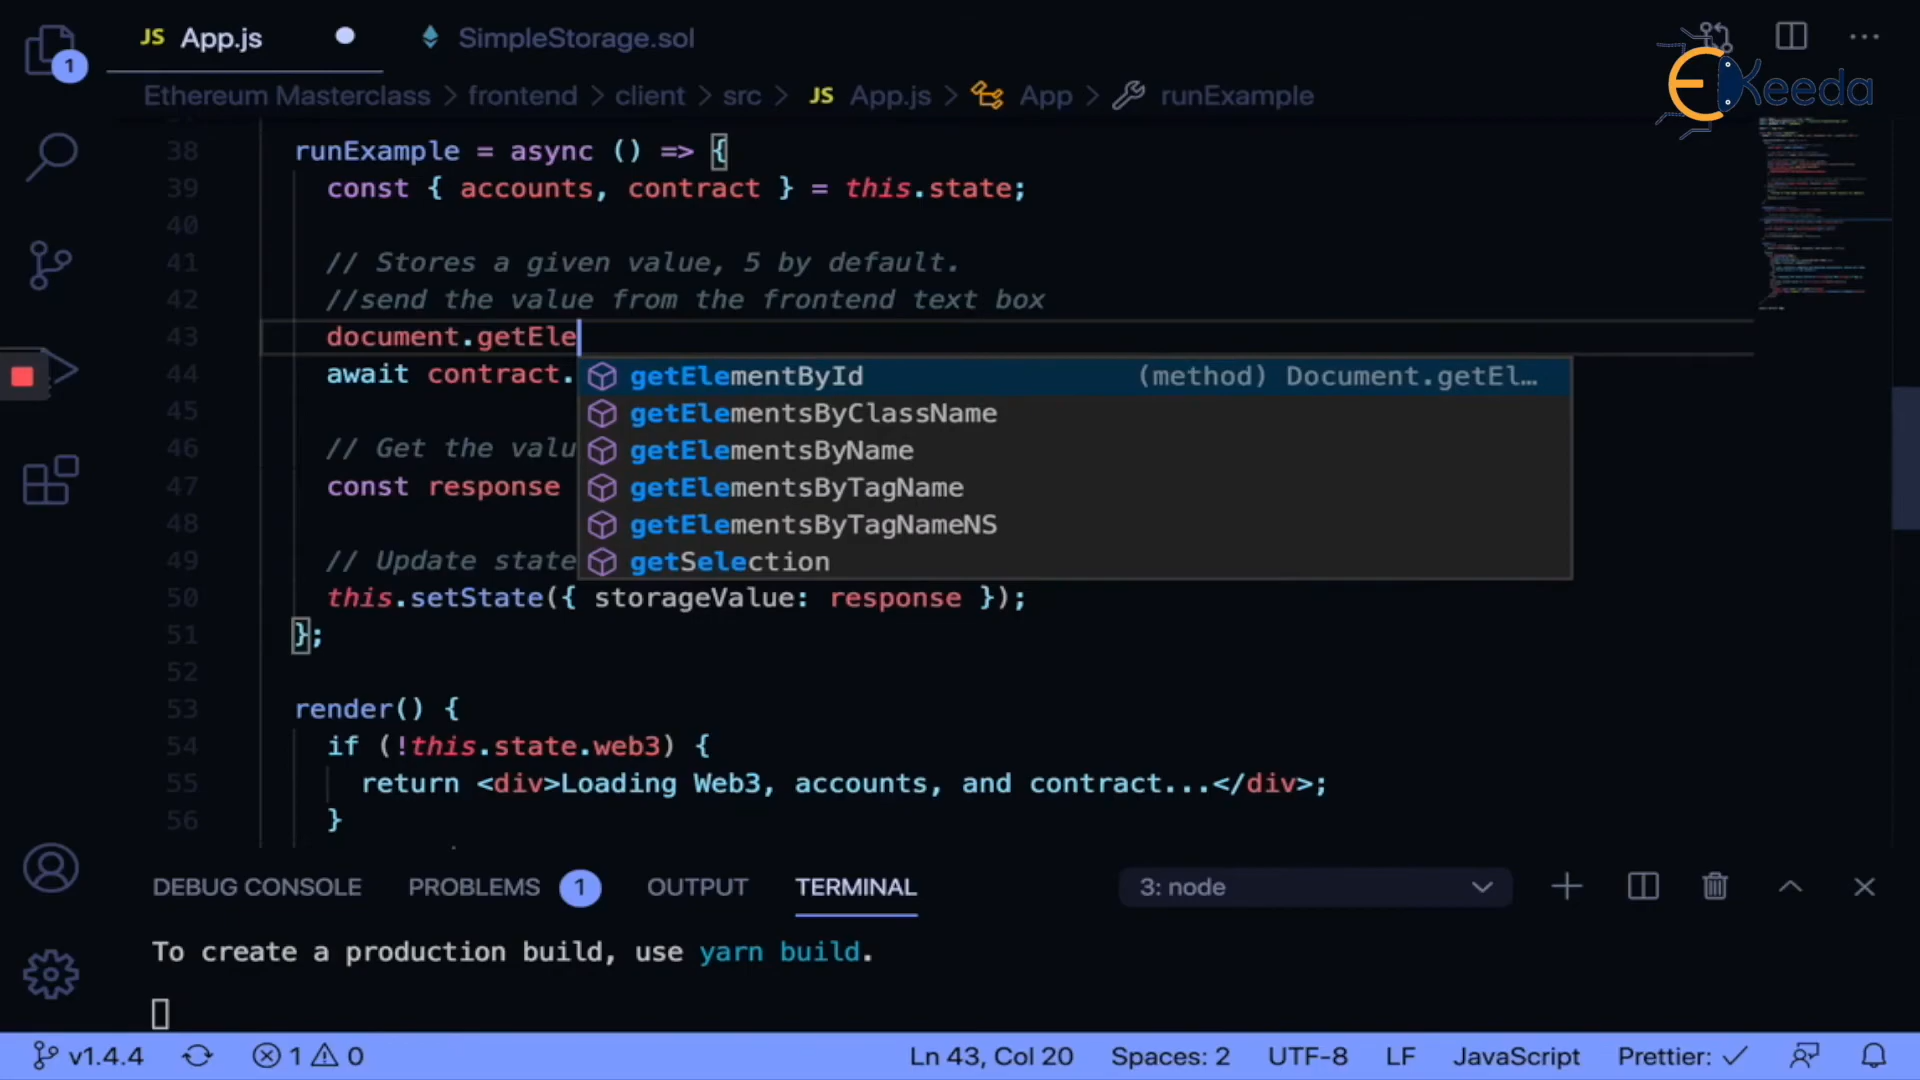 JS App.js
SimpleStorage.sol
1
EKeeda
Ethereum Masterclass > frontend > client > src > JS App.js > App > runExample
38 runExample = async () => {
39 const { accounts, contract } = this.state;
40
41 // Stores a given value, 5 by default.
42 //send the value from the frontend text box
43 document.getEle
44 await contract.
getElementById (method) Document.getEl…
getElementsByClassName
45
46 // Get the valu
getElementsByName
47 const response
getElementsByTagName
48
getElementsByTagNameNS
49 // Update state
getSelection
50 this.setState({ storageValue: response });
51 };
52
53 render() {
54 if (!this.state.web3) {
55 return <div>Loading Web3, accounts, and contract...</div>;
56 }
DEBUG CONSOLE PROBLEMS 1 OUTPUT TERMINAL 3: node
To create a production build, use yarn build.
v1.4.4 1 0 Ln 43, Col 20 Spaces: 2 UTF-8 LF JavaScript Prettier: ✓